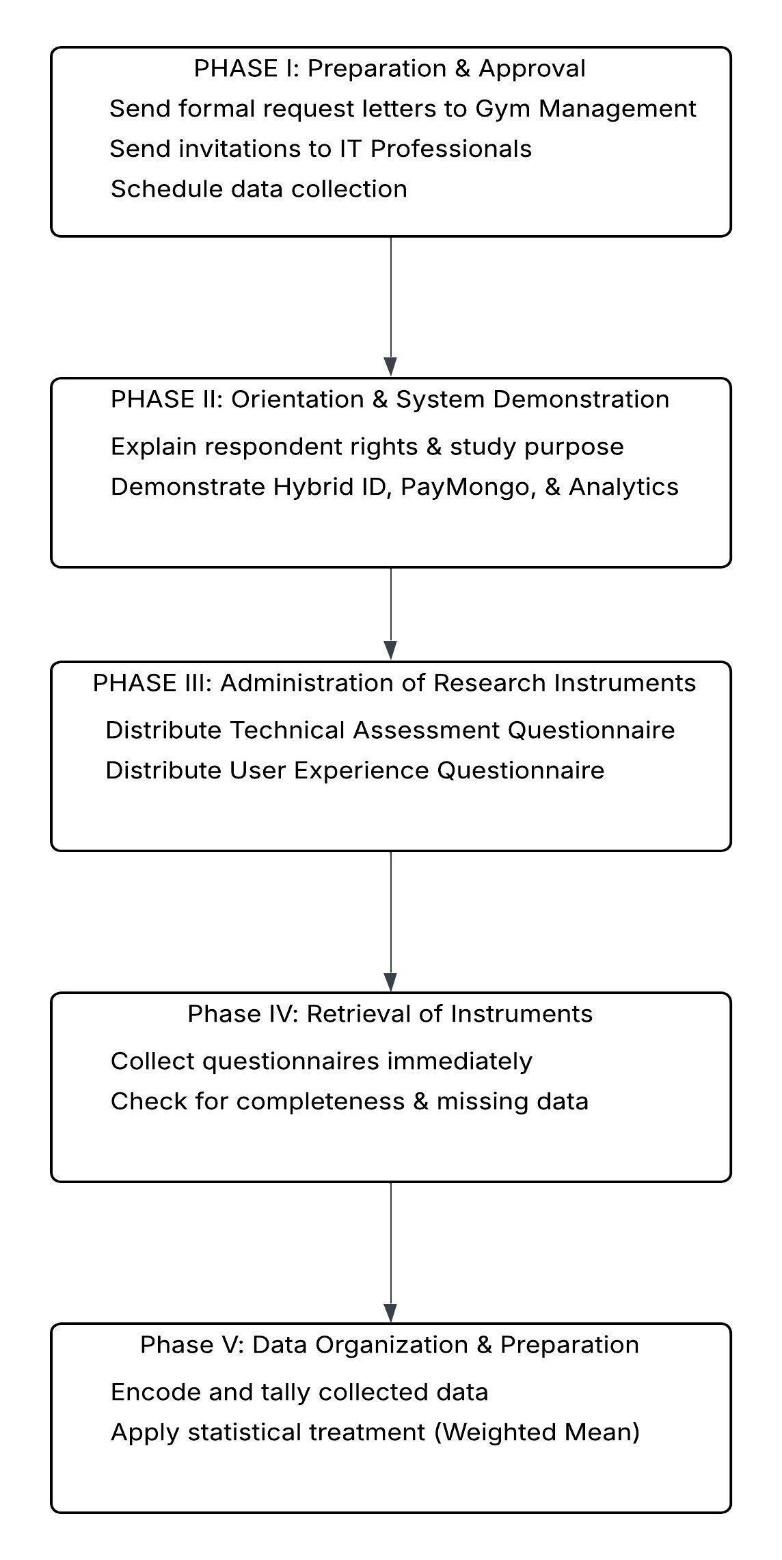 PHASE I: Preparation & Approval
Send formal request letters to Gym Management
Send invitations to IT Professionals
Schedule data collection
PHASE II: Orientation & System Demonstration
Explain respondent rights & study purpose
Demonstrate Hybrid ID, PayMongo, & Analytics
PHASE III: Administration of Research Instruments
Distribute Technical Assessment Questionnaire
Distribute User Experience Questionnaire
Phase IV: Retrieval of Instruments
Collect questionnaires immediately
Check for completeness & missing data
Phase V: Data Organization & Preparation
Encode and tally collected data
Apply statistical treatment (Weighted Mean)